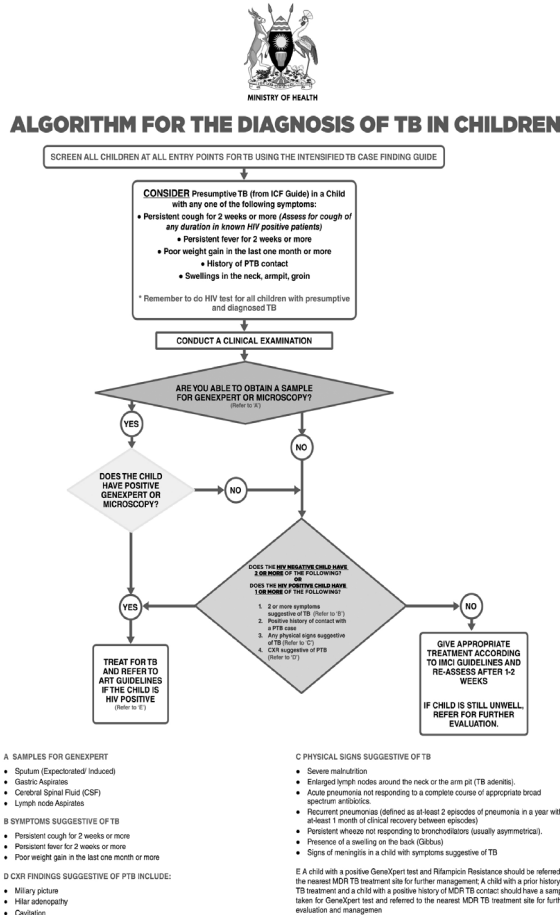 MINISTRY OF HEALTH
ALGORITHM FOR THE DIAGNOSIS OF TB IN CHILDREN
SCREEN ALL CHILDREN AT ALL ENTRY POINTS FOR TB USING THE INTENSIFIED TB CASE FINDING GUIDE
CONSIDER Presumptive TB (from ICF Guide) in a Child
with any one of the following symptoms:
● Persistent cough for 2 weeks or more (Assess for cough of
any duration in known HIV positive patients)
● Persistent fever for 2 weeks or more
● Poor weight gain in the last one month or more
● History of PTB contact
● Swellings in the neck, armpit, groin
* Remember to do HIV test for all children with presumptive
and diagnosed TB
CONDUCT A CLINICAL EXAMINATION
ARE YOU ABLE TO OBTAIN A SAMPLE
FOR GENEXPERT OR MICROSCOPY?
(Refer to 'A')
YES
NO
DOES THE CHILD
HAVE POSITIVE
GENEXPERT OR
MICROSCOPY?
NO
DOES THE HIV NEGATIVE CHILD HAVE
2 OR MORE OF THE FOLLOWING?
OR
DOES THE HIV POSITIVE CHILD HAVE
1 OR MORE OF THE FOLLOWING?
1. 2 or more symptoms
suggestive of TB (Refer to 'B')
2. Positive history of contact with
a PTB case
3. Any physical signs suggestive
of TB (Refer to 'C')
4. CXR suggestive of PTB
(Refer to 'D')
YES
NO
TREAT FOR TB
AND REFER TO
ART GUIDELINES
IF THE CHILD IS
HIV POSITIVE
(Refer to 'E')
GIVE APPROPRIATE
TREATMENT ACCORDING
TO IMCI GUIDELINES AND
RE-ASSESS AFTER 1-2
WEEKS
IF CHILD IS STILL UNWELL,
REFER FOR FURTHER
EVALUATION.
A SAMPLES FOR GENEXPERT
● Sputum (Expectorated/ Induced)
● Gastric Aspirates
● Cerebral Spinal Fluid (CSF)
● Lymph node Aspirates
B SYMPTOMS SUGGESTIVE OF TB
● Persistent cough for 2 weeks or more
● Persistent fever for 2 weeks or more
● Poor weight gain in the last one month or more
D CXR FINDINGS SUGGESTIVE OF PTB INCLUDE:
● Miliary picture
● Hilar adenopathy
● Cavitation
C PHYSICAL SIGNS SUGGESTIVE OF TB
● Severe malnutrition
● Enlarged lymph nodes around the neck or the arm pit (TB adenitis).
● Acute pneumonia not responding to a complete course of appropriate broad
spectrum antibiotics.
● Recurrent pneumonias (defined as at-least 2 episodes of pneumonia in a year with
at-least 1 month of clinical recovery between episodes)
● Persistent wheeze not responding to bronchodilators (usually asymmetrical).
● Presence of a swelling on the back (Gibbus)
● Signs of meningitis in a child with symptoms suggestive of TB
E A child with a positive GeneXpert test and Rifampicin Resistance should be referred
the nearest MDR TB treatment site for further management; A child with a prior history
TB treatment and a child with a positive history of MDR TB contact should have a samp
taken for GeneXpert test and referred to the nearest MDR TB treatment site for furth
evaluation and managemen